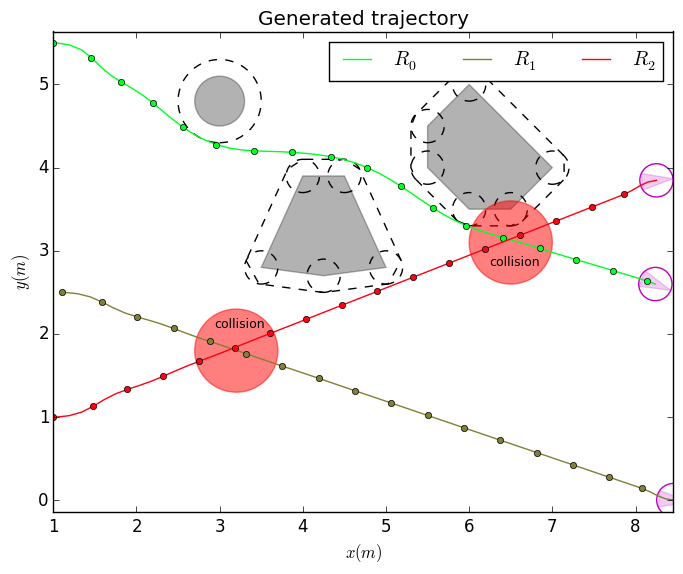 Generated trajectory
R0 R1 R2
5
4
3
2
1
0
y(m)
collision
collision
1 2 3 4 5 6 7 8
x(m)